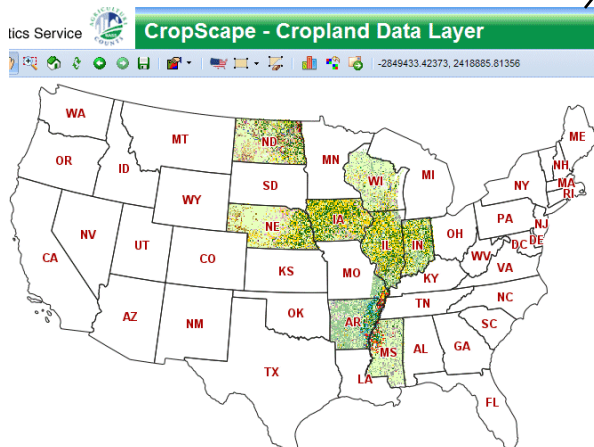 tics Service
AGRICULTURE COUNTS
CropScape - Cropland Data Layer
-2849433.42373, 2418885.81356
WA
MT
ND
MN
ME
OR
ID
SD
WI
MI
NH
NY
MA
RI
WY
NE
IA
PA
NJ
NV
UT
CO
IL
IN
OH
DC
DE
WV
VA
CA
KS
MO
KY
NC
AZ
NM
OK
AR
TN
SC
MS
AL
GA
TX
LA
FL